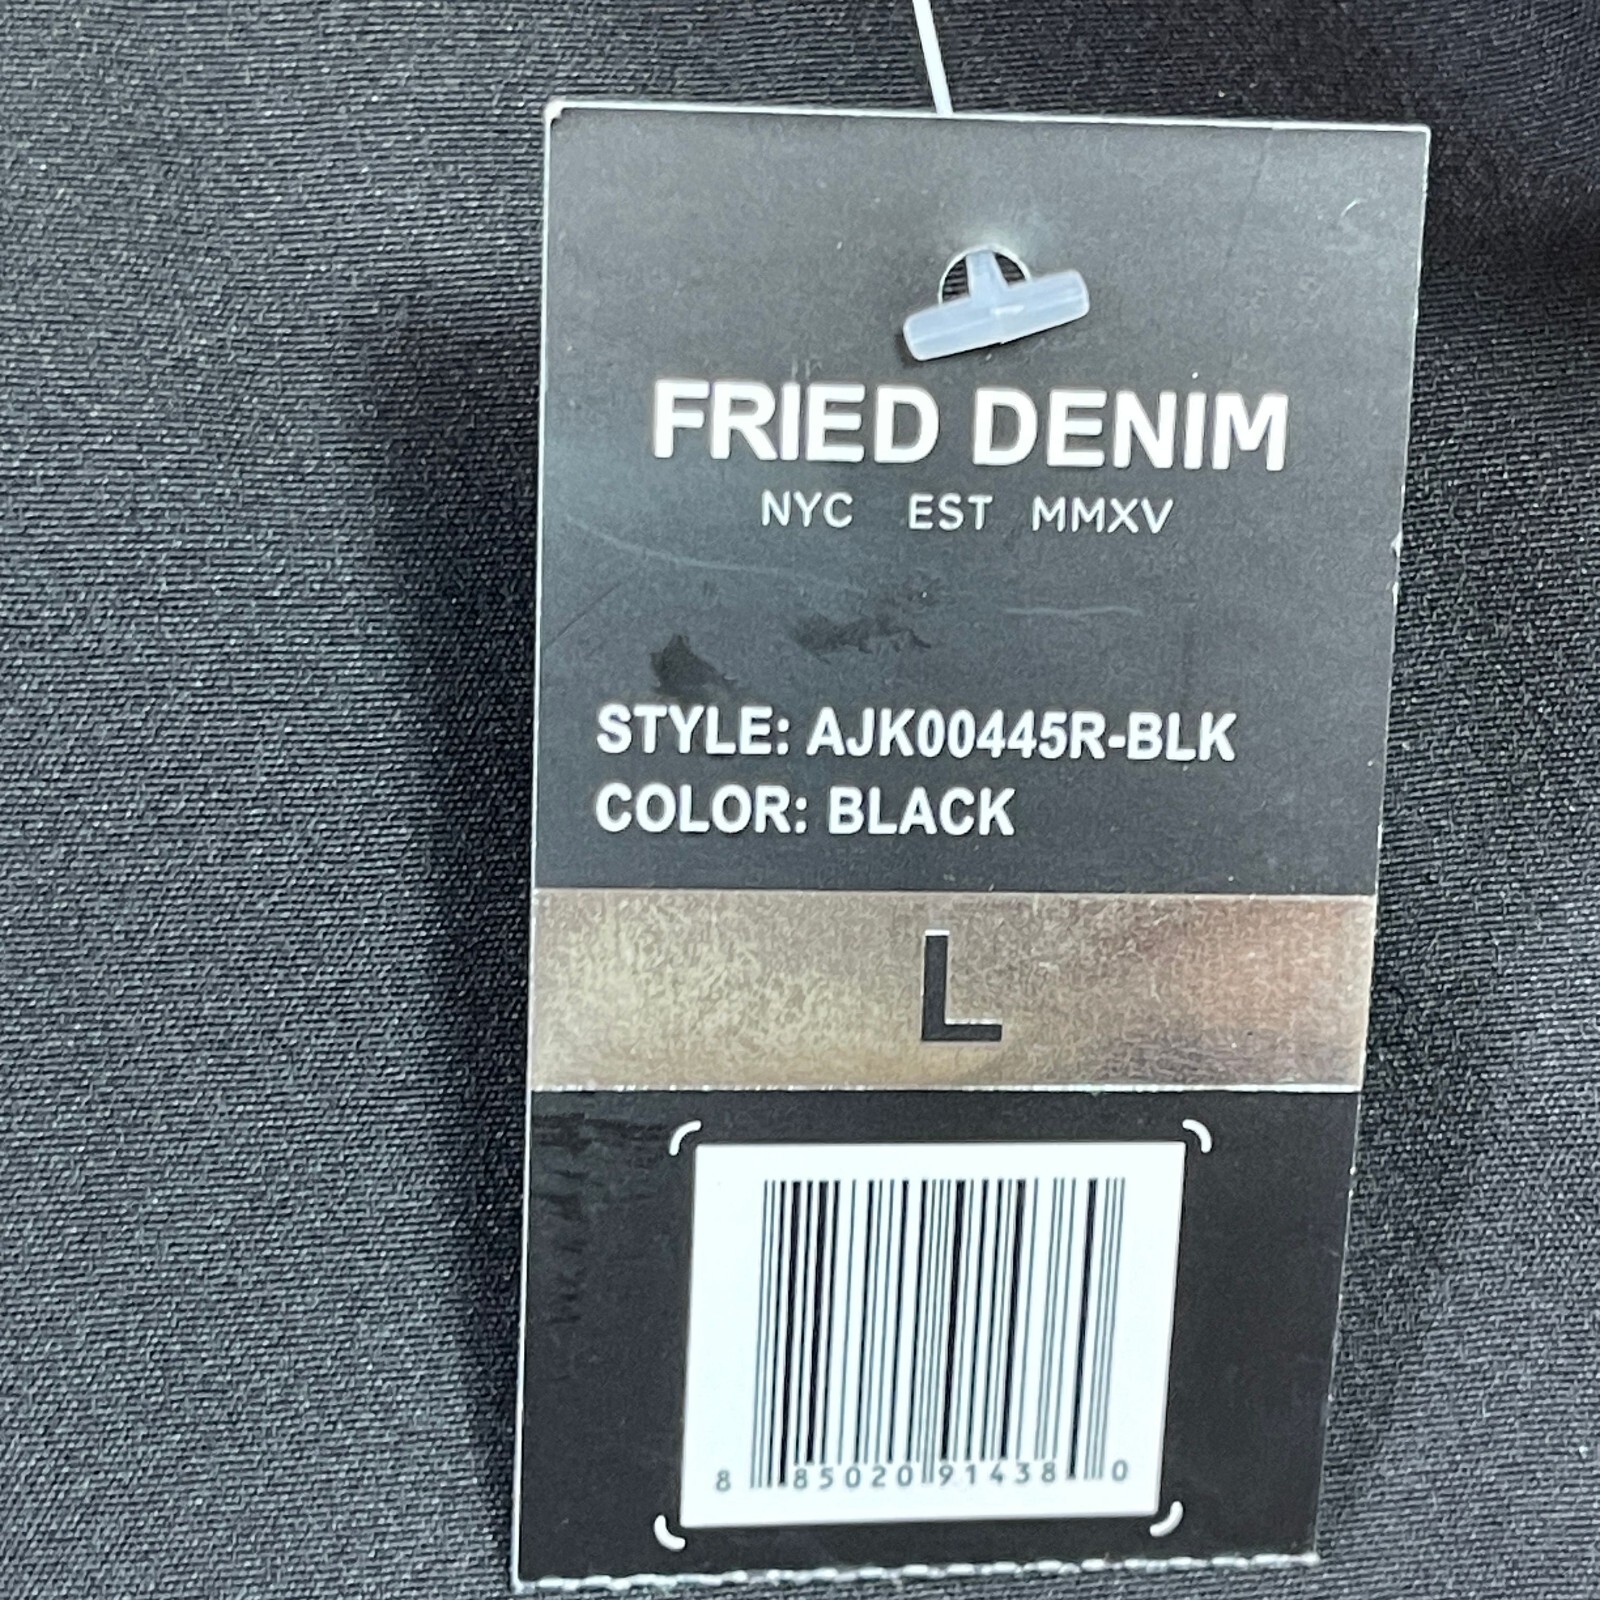 FRIED DENIM
NYC EST MMXV
STYLE: AJK00445R-BLK
COLOR: BLACK
L
8 85020 91438 0